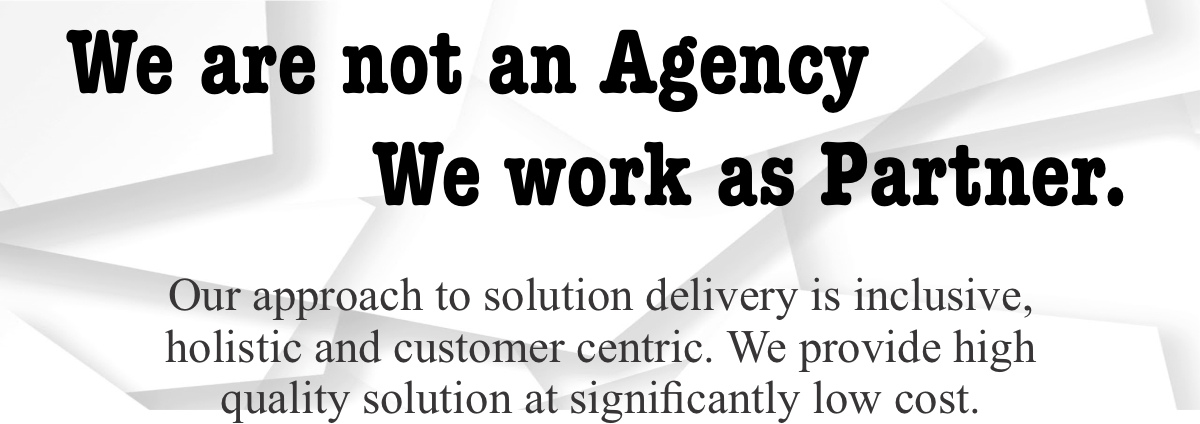 We are not an Agency
We work as Partner.
Our approach to solution delivery is inclusive,
holistic and customer centric. We provide high
quality solution at significantly low cost.